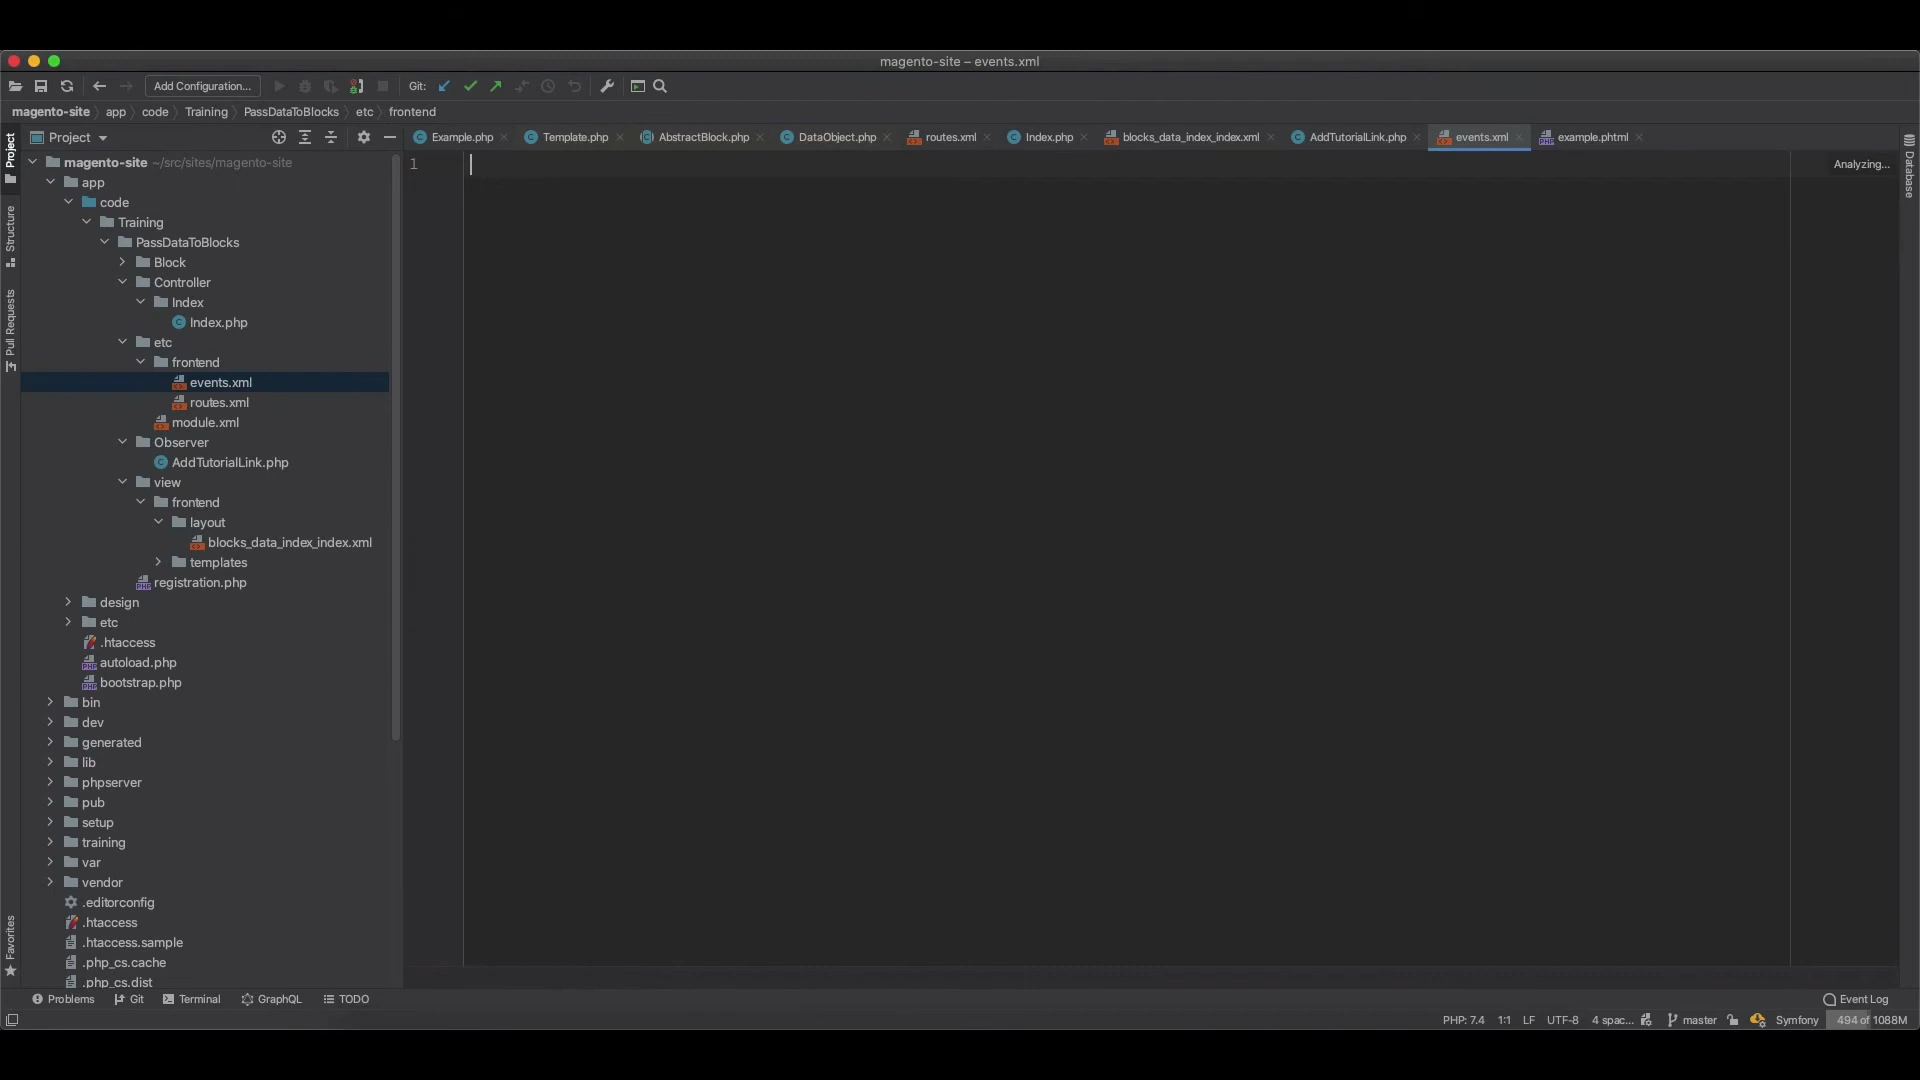 magento-site – events.xml
Add Configuration...
Git:
magento-site
app
code
Training
PassDataToBlocks
etc
frontend
Project
Example.php
Template.php
AbstractBlock.php
DataObject.php
routes.xml
Index.php
blocks_data_index_index.xml
AddTutorialLink.php
events.xml
example.phtml
1
Analyzing...
Project
Structure
Pull Requests
Favorites
Database
magento-site ~/src/sites/magento-site
app
code
Training
PassDataToBlocks
Block
Controller
Index
Index.php
etc
frontend
events.xml
routes.xml
module.xml
Observer
AddTutorialLink.php
view
frontend
layout
blocks_data_index_index.xml
templates
registration.php
design
etc
.htaccess
autoload.php
bootstrap.php
bin
dev
generated
lib
phpserver
pub
setup
training
var
vendor
.editorconfig
.htaccess
.htaccess.sample
.php_cs.cache
.php_cs.dist
Problems
Git
Terminal
GraphQL
TODO
Event Log
PHP: 7.4
1:1
LF
UTF-8
4 spac...
master
Symfony
494 of 1088M